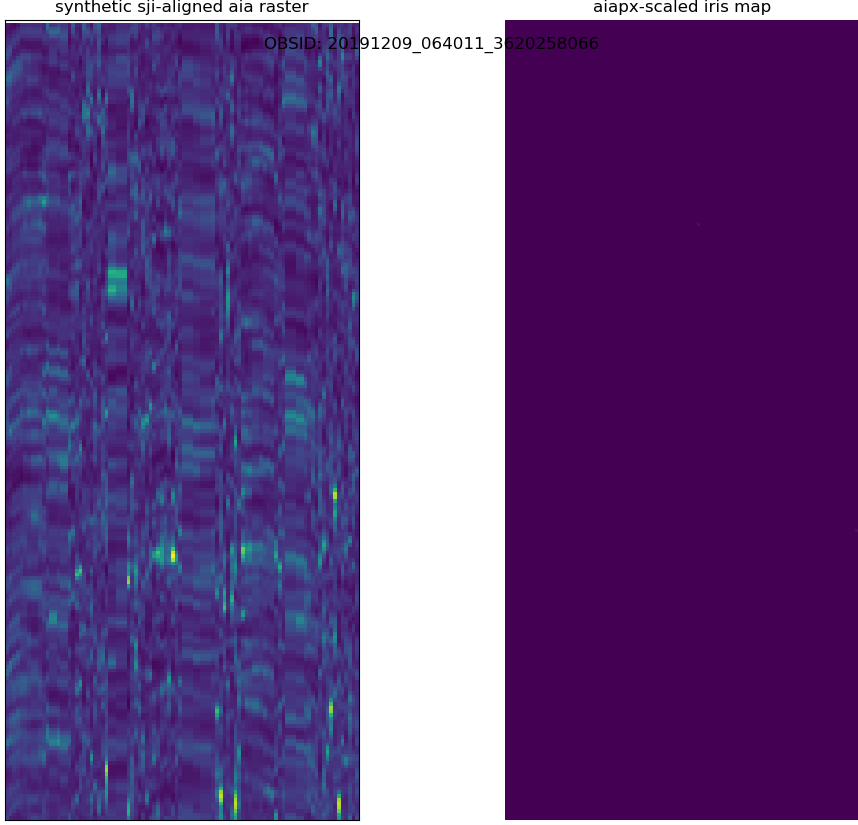 synthetic sji-aligned aia raster
aiapx-scaled iris map
OBSID: 20191209_064011_3620258066